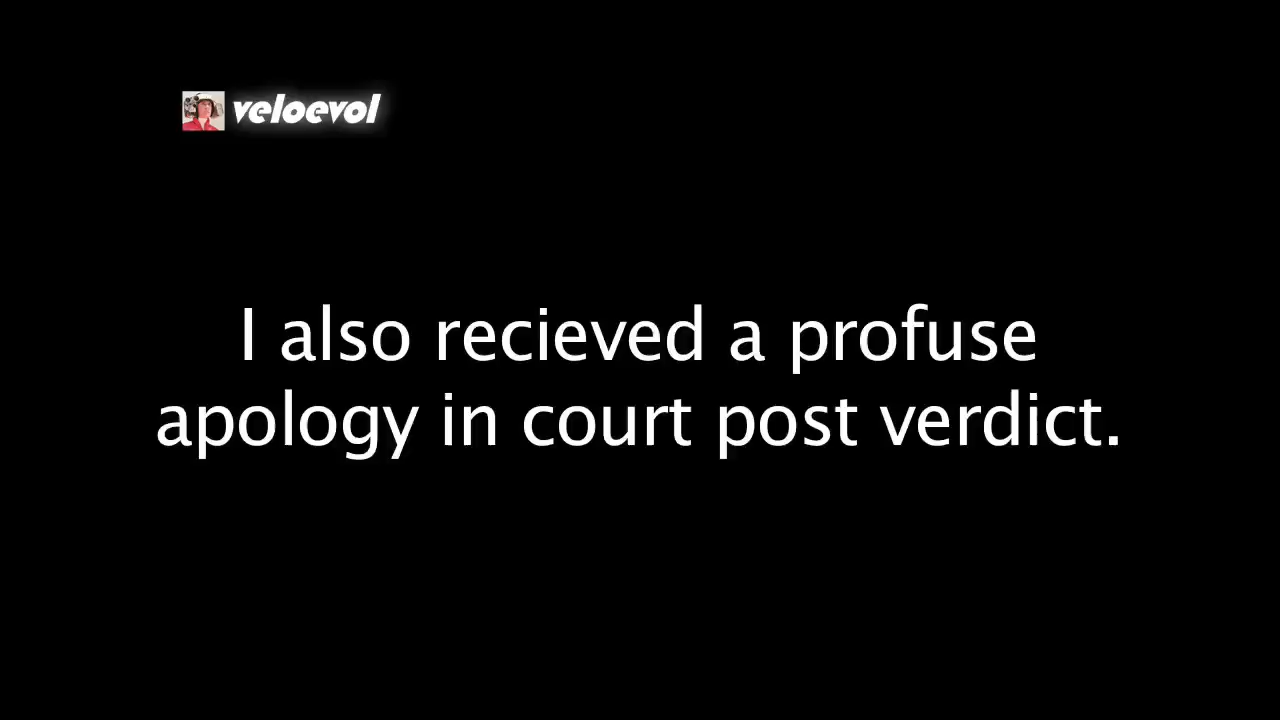 veloevol
I also recieved a profuse
apology in court post verdict.